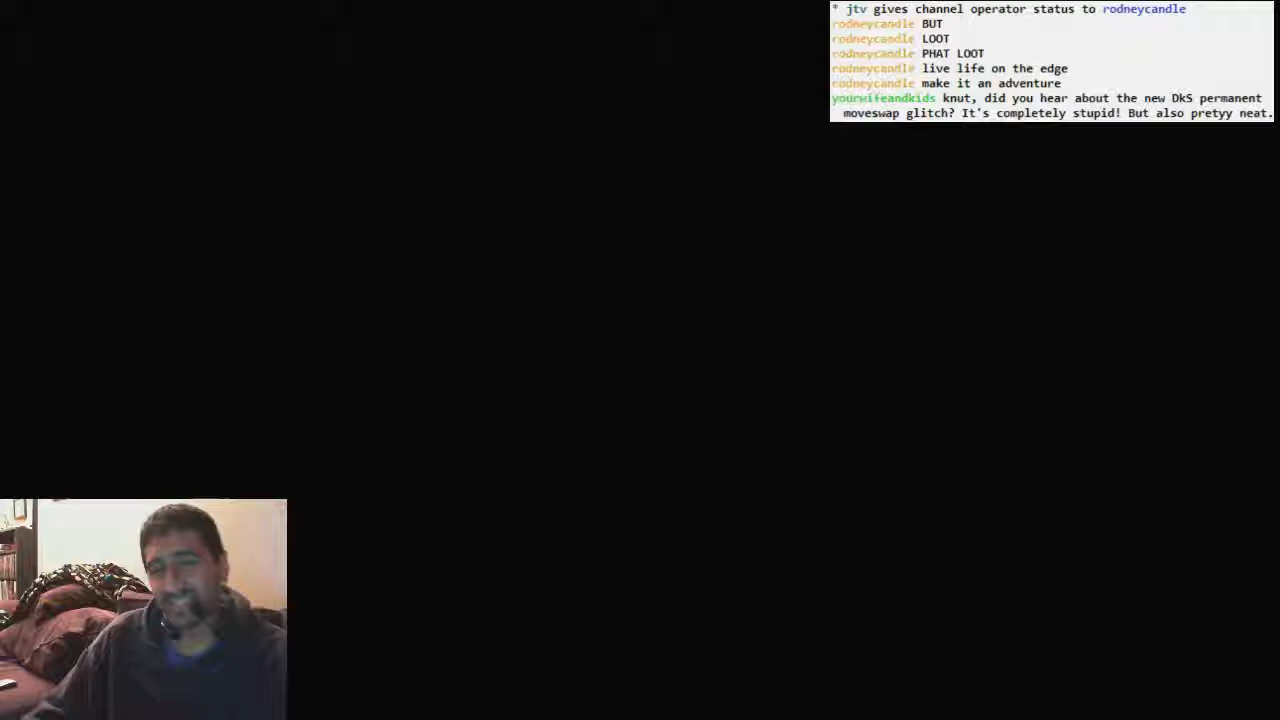 * jtv gives channel operator status to rodneycandle
rodneycandle BUT
rodneycandle LOOT
rodneycandle PHAT LOOT
rodneycandle live life on the edge
rodneycandle make it an adventure
yourwifeandkids knut, did you hear about the new DkS permanent
moveswap glitch? It's completely stupid! But also pretyy neat.